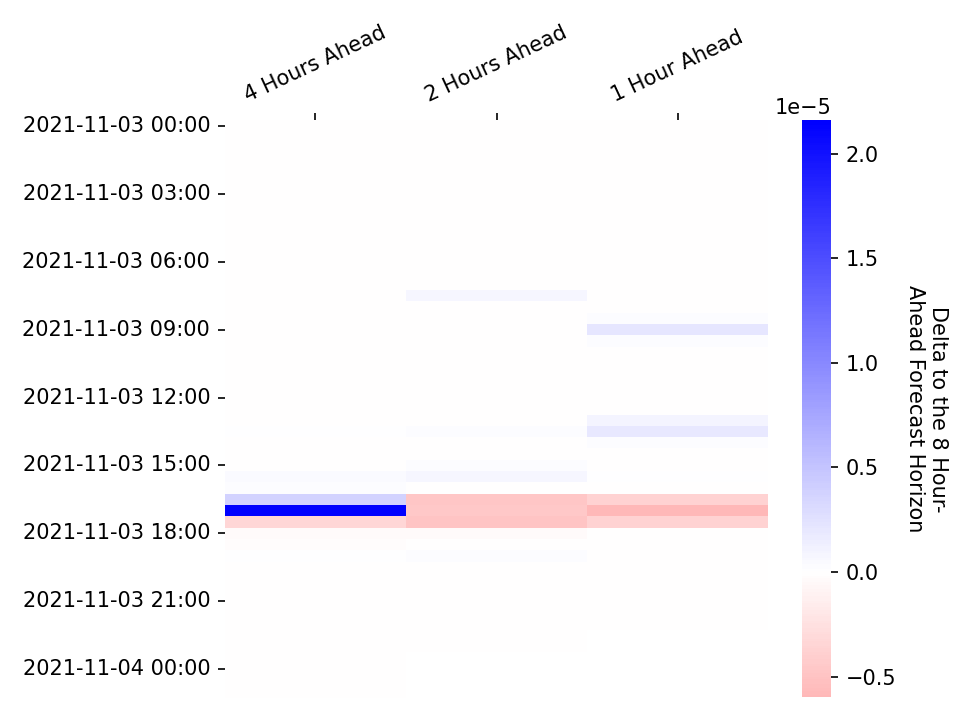 4 Hours Ahead
2 Hours Ahead
1 Hour Ahead
1e−5
2021-11-03 00:00
2021-11-03 03:00
2021-11-03 06:00
2021-11-03 09:00
2021-11-03 12:00
2021-11-03 15:00
2021-11-03 18:00
2021-11-03 21:00
2021-11-04 00:00
2.0
1.5
1.0
0.5
0.0
−0.5
Delta to the 8 Hour-
Ahead Forecast Horizon